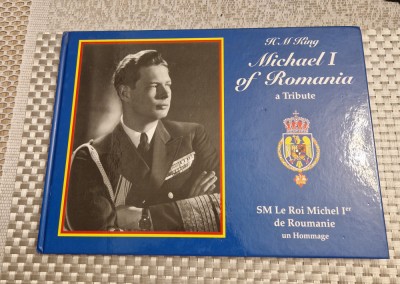 H M King
Michael I
of Romania
a Tribute
SM Le Roi Michel Ier
de Roumanie
un Hommage